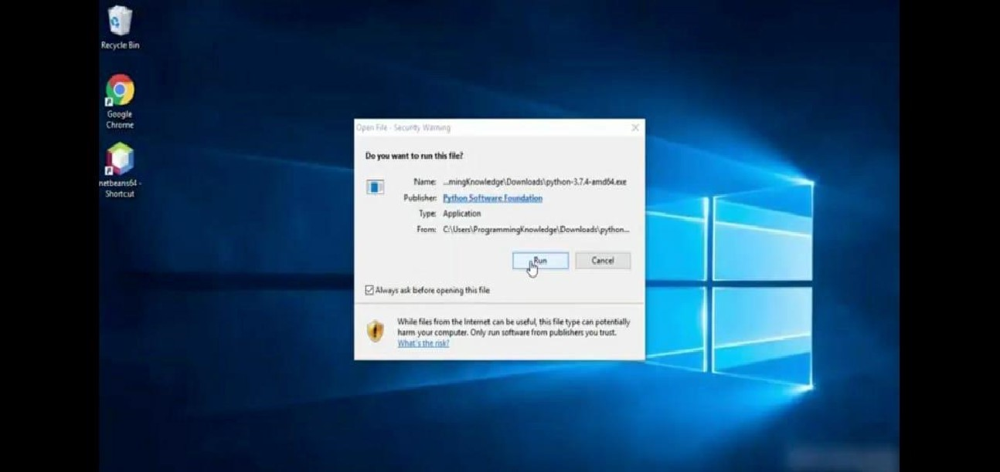 Recycle Bin
Google
Chrome
netbeans64 -
Shortcut
Open File - Security Warning
Do you want to run this file?
Name: ...mingKnowledge\Downloads\python-3.7.4-amd64.exe
Publisher: Python Software Foundation
Type: Application
From: C:\Users\ProgrammingKnowledge\Downloads\python...
Run Cancel
Always ask before opening this file
While files from the Internet can be useful, this file type can potentially
harm your computer. Only run software from publishers you trust.
What's the risk?